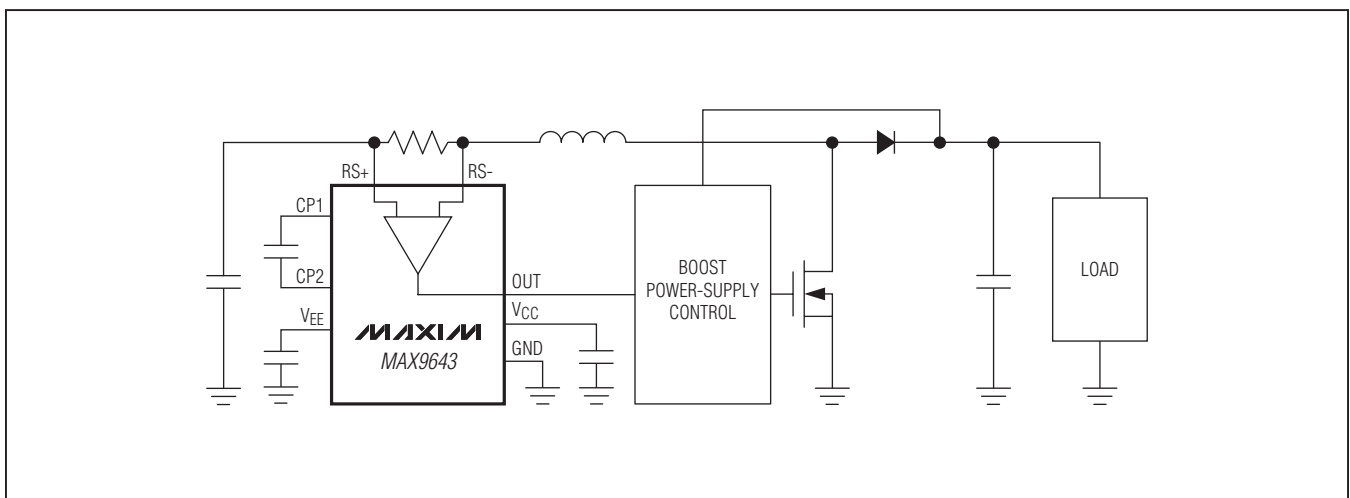 RS+
RS-
CP1
CP2
VEE
MAXIM
MAX9643
OUT
VCC
GND
BOOST
POWER-SUPPLY
CONTROL
LOAD